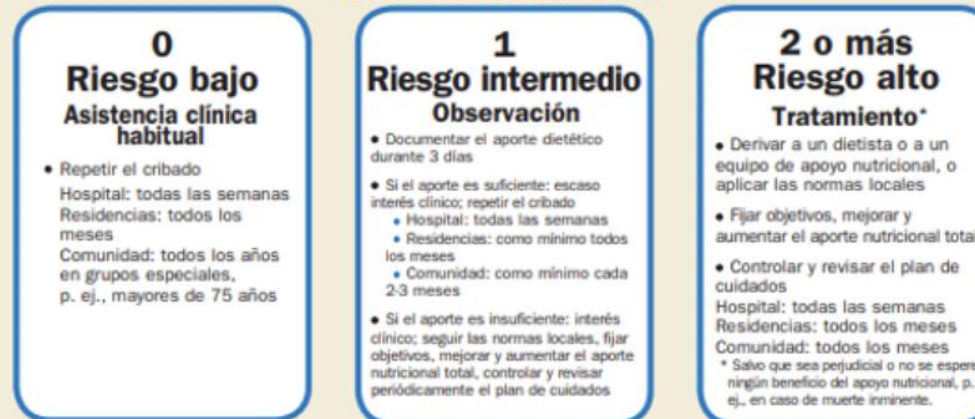 0
Riesgo bajo
Asistencia clínica
habitual
• Repetir el cribado
Hospital: todas las semanas
Residencias: todos los
meses
Comunidad: todos los años
en grupos especiales,
p. ej., mayores de 75 años
1
Riesgo intermedio
Observación
• Documentar el aporte dietético
durante 3 días
• Si el aporte es suficiente: escaso
interés clínico; repetir el cribado
• Hospital: todas las semanas
• Residencias: como mínimo todos
los meses
• Comunidad: como mínimo cada
2-3 meses
• Si el aporte es insuficiente: interés
clínico; seguir las normas locales, fijar
objetivos, mejorar y aumentar el aporte
nutricional total, controlar y revisar
periódicamente el plan de cuidados
2 o más
Riesgo alto
Tratamiento*
• Derivar a un dietista o a un
equipo de apoyo nutricional, o
aplicar las normas locales
• Fijar objetivos, mejorar y
aumentar el aporte nutricional total
• Controlar y revisar el plan de
cuidados
Hospital: todas las semanas
Residencias: todos los meses
Comunidad: todos los meses
* Salvo que sea perjudicial o no se espere
ningún beneficio del apoyo nutricional, p.
ej., en caso de muerte inminente.